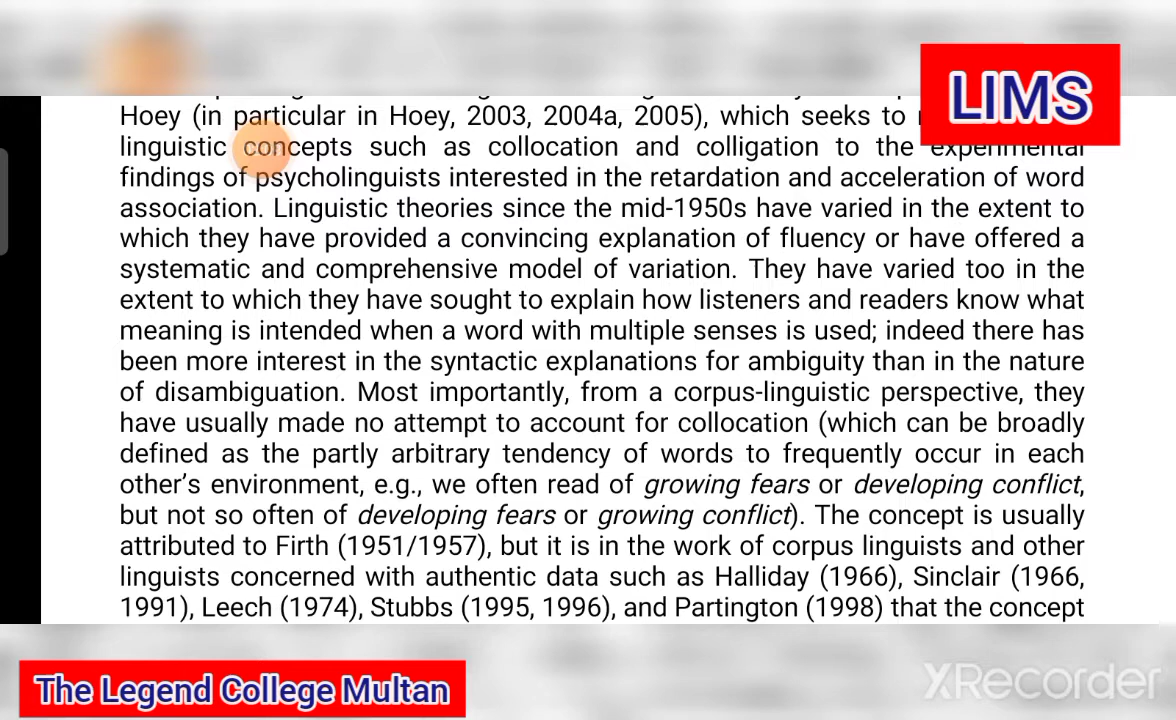 LIMS
Hoey (in particular in Hoey, 2003, 2004a, 2005), which seeks to
linguistic concepts such as collocation and colligation to the experimental
findings of psycholinguists interested in the retardation and acceleration of word
association. Linguistic theories since the mid-1950s have varied in the extent to
which they have provided a convincing explanation of fluency or have offered a
systematic and comprehensive model of variation. They have varied too in the
extent to which they have sought to explain how listeners and readers know what
meaning is intended when a word with multiple senses is used; indeed there has
been more interest in the syntactic explanations for ambiguity than in the nature
of disambiguation. Most importantly, from a corpus-linguistic perspective, they
have usually made no attempt to account for collocation (which can be broadly
defined as the partly arbitrary tendency of words to frequently occur in each
other's environment, e.g., we often read of growing fears or developing conflict,
but not so often of developing fears or growing conflict). The concept is usually
attributed to Firth (1951/1957), but it is in the work of corpus linguists and other
linguists concerned with authentic data such as Halliday (1966), Sinclair (1966,
1991), Leech (1974), Stubbs (1995, 1996), and Partington (1998) that the concept
The Legend College Multan
XRecorder